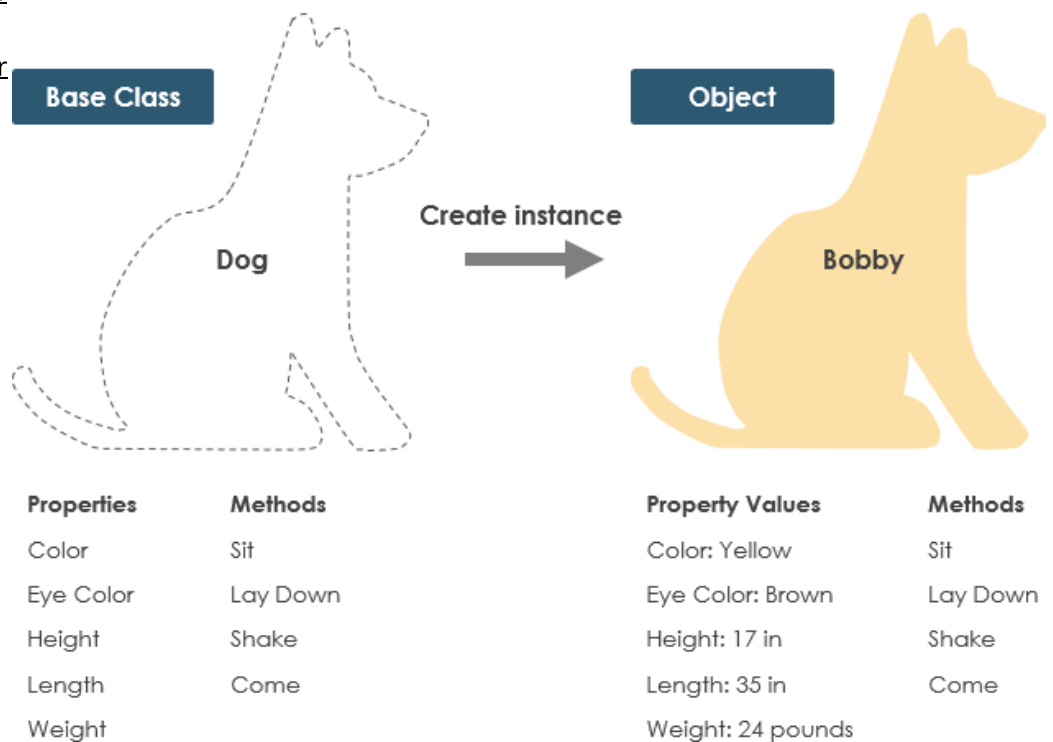 r
Base Class
Object
Create instance
Dog
Bobby
Properties
Methods
Color
Sit
Eye Color
Lay Down
Height
Shake
Length
Come
Weight
Property Values
Methods
Color: Yellow
Sit
Eye Color: Brown
Lay Down
Height: 17 in
Shake
Length: 35 in
Come
Weight: 24 pounds